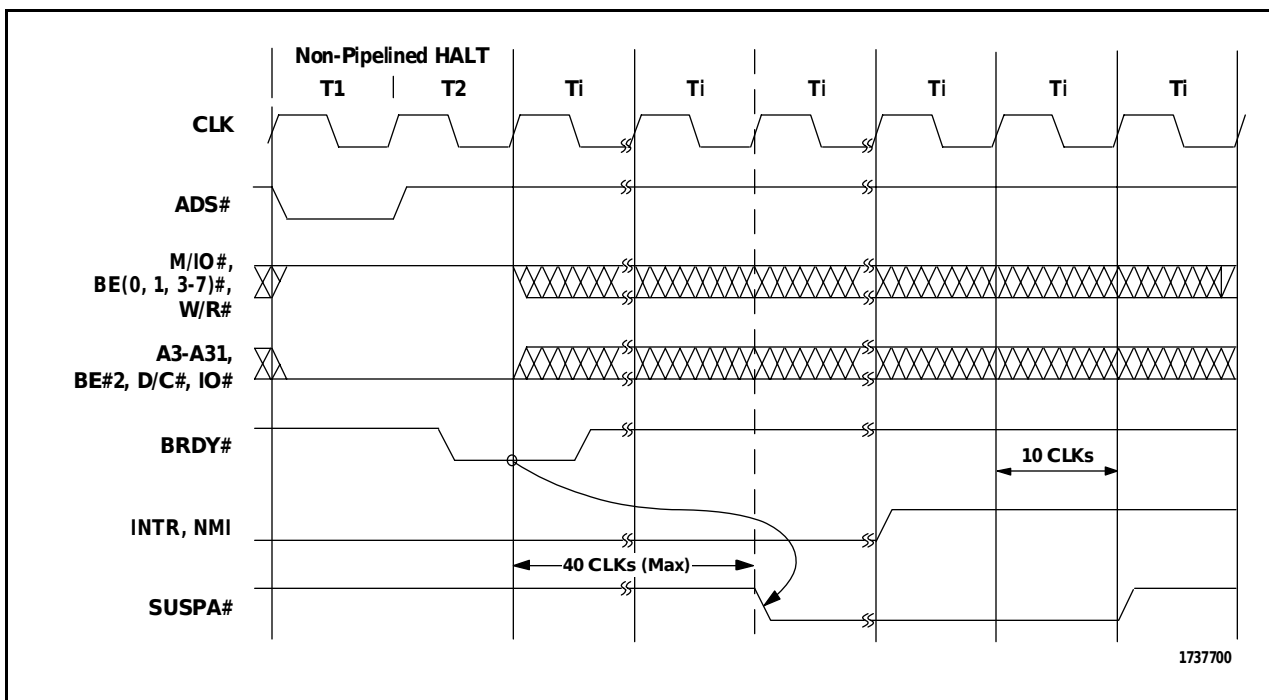 Non-Pipelined HALT
T1 T2 Ti Ti Ti Ti Ti Ti
CLK
ADS#
M/IO#,
BE(0, 1, 3-7)#,
W/R#
A3-A31,
BE#2, D/C#, IO#
BRDY#
10 CLKs
INTR, NMI
40 CLKs (Max)
SUSPA#
1737700